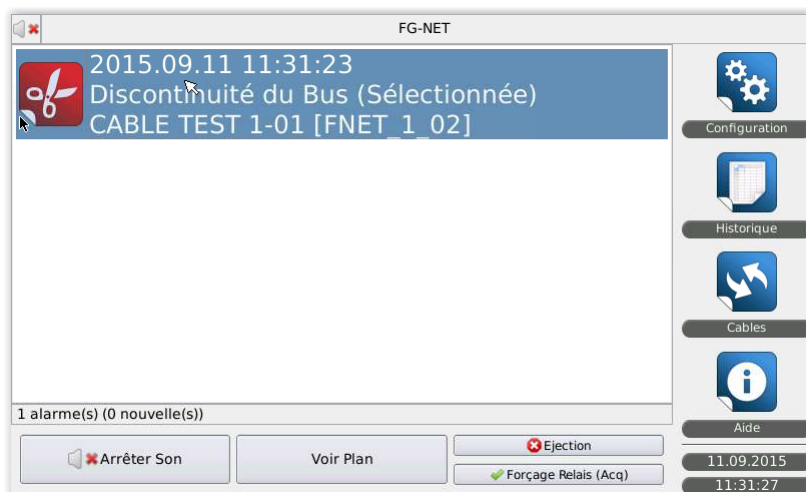 FG-NET
2015.09.11 11:31:23
Discontinuité du Bus (Sélectionnée)
CABLE TEST 1-01 [FNET_1_02]
1 alarme(s) (0 nouvelle(s))
Arrêter Son
Voir Plan
Ejection
Forçage Relais (Acq)
Configuration
Historique
Cables
Aide
11.09.2015
11:31:27